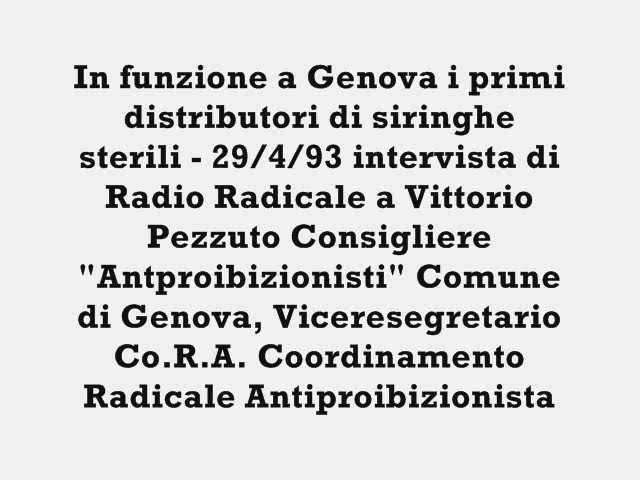 In funzione a Genova i primi
distributori di siringhe
sterili - 29/4/93 intervista di
Radio Radicale a Vittorio
Pezzuto Consigliere
"Antproibizionisti" Comune
di Genova, Viceresegretario
Co.R.A. Coordinamento
Radicale Antiproibizionista